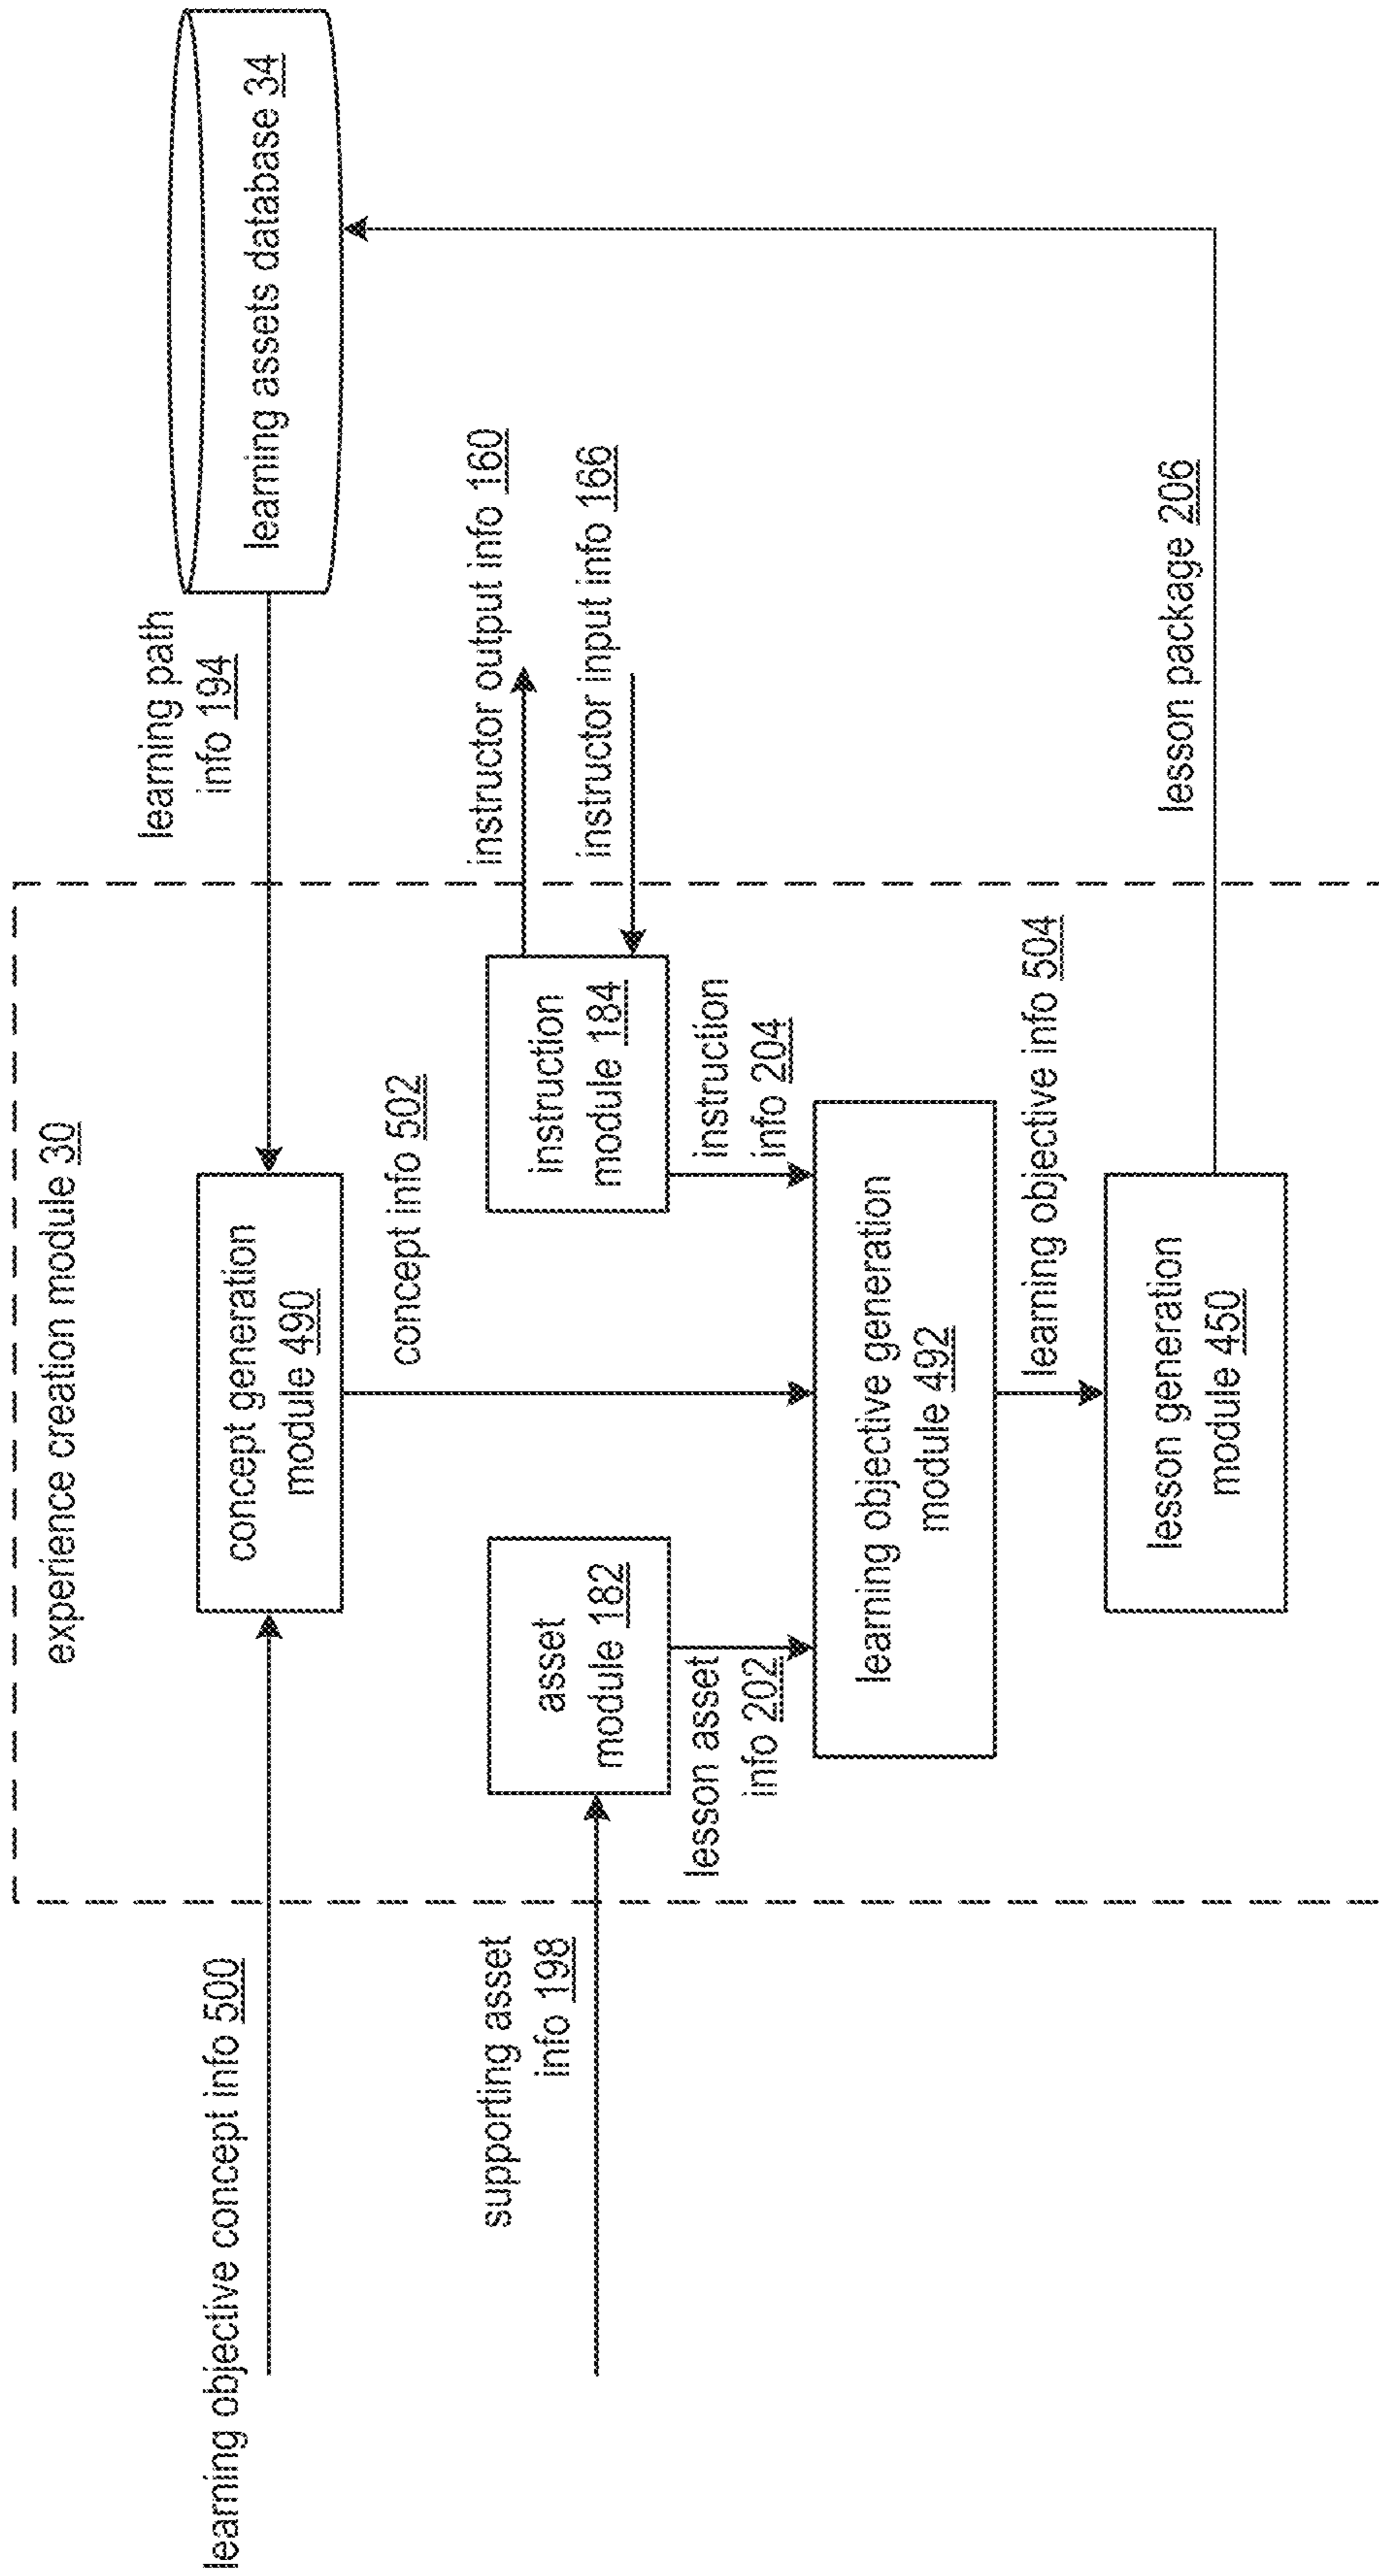 experience creation module 30
learning objective concept info 500
concept generation
module 490
learning path
info 194
learning assets database 34
concept info 502
supporting asset
info 198
asset
module 182
instruction
module 184
instructor output info 160
instructor input info 166
lesson asset
info 202
instruction
info 204
learning objective generation
module 492
learning objective info 504
lesson generation
module 450
lesson package 206